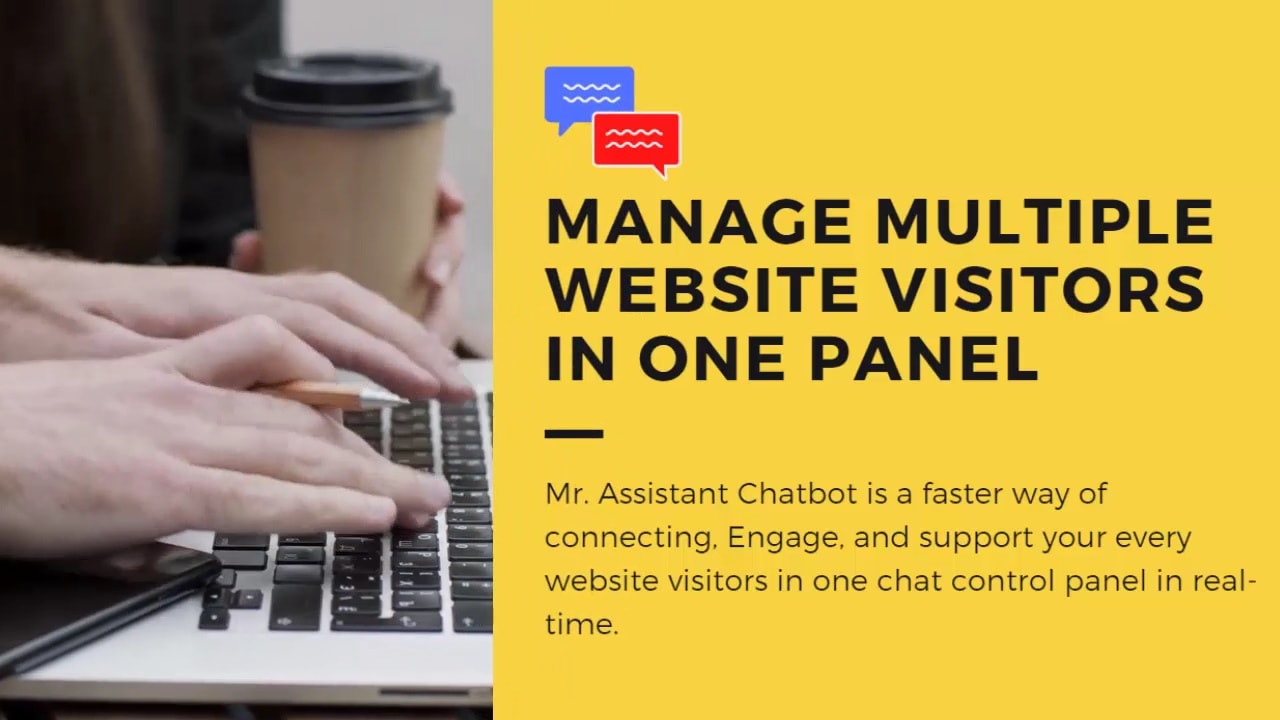 MANAGE MULTIPLE
WEBSITE VISITORS
IN ONE PANEL
Mr. Assistant Chatbot is a faster way of
connecting, Engage, and support your every
website visitors in one chat control panel in real-
time.